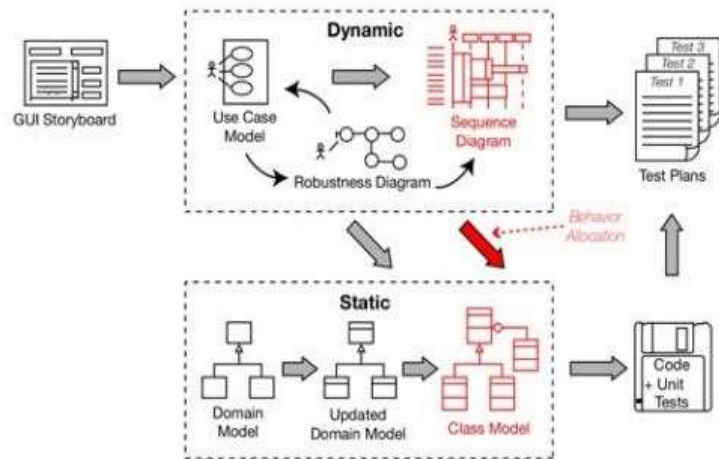 Dynamic
Test 3
Test 2
Test 1
GUI Storyboard
Use Case
Model
Sequence
Diagram
Robustness Diagram
Test Plans
Behavior
Allocation
Static
Domain
Model
Updated
Domain Model
Class Model
Code
+ Unit
Tests